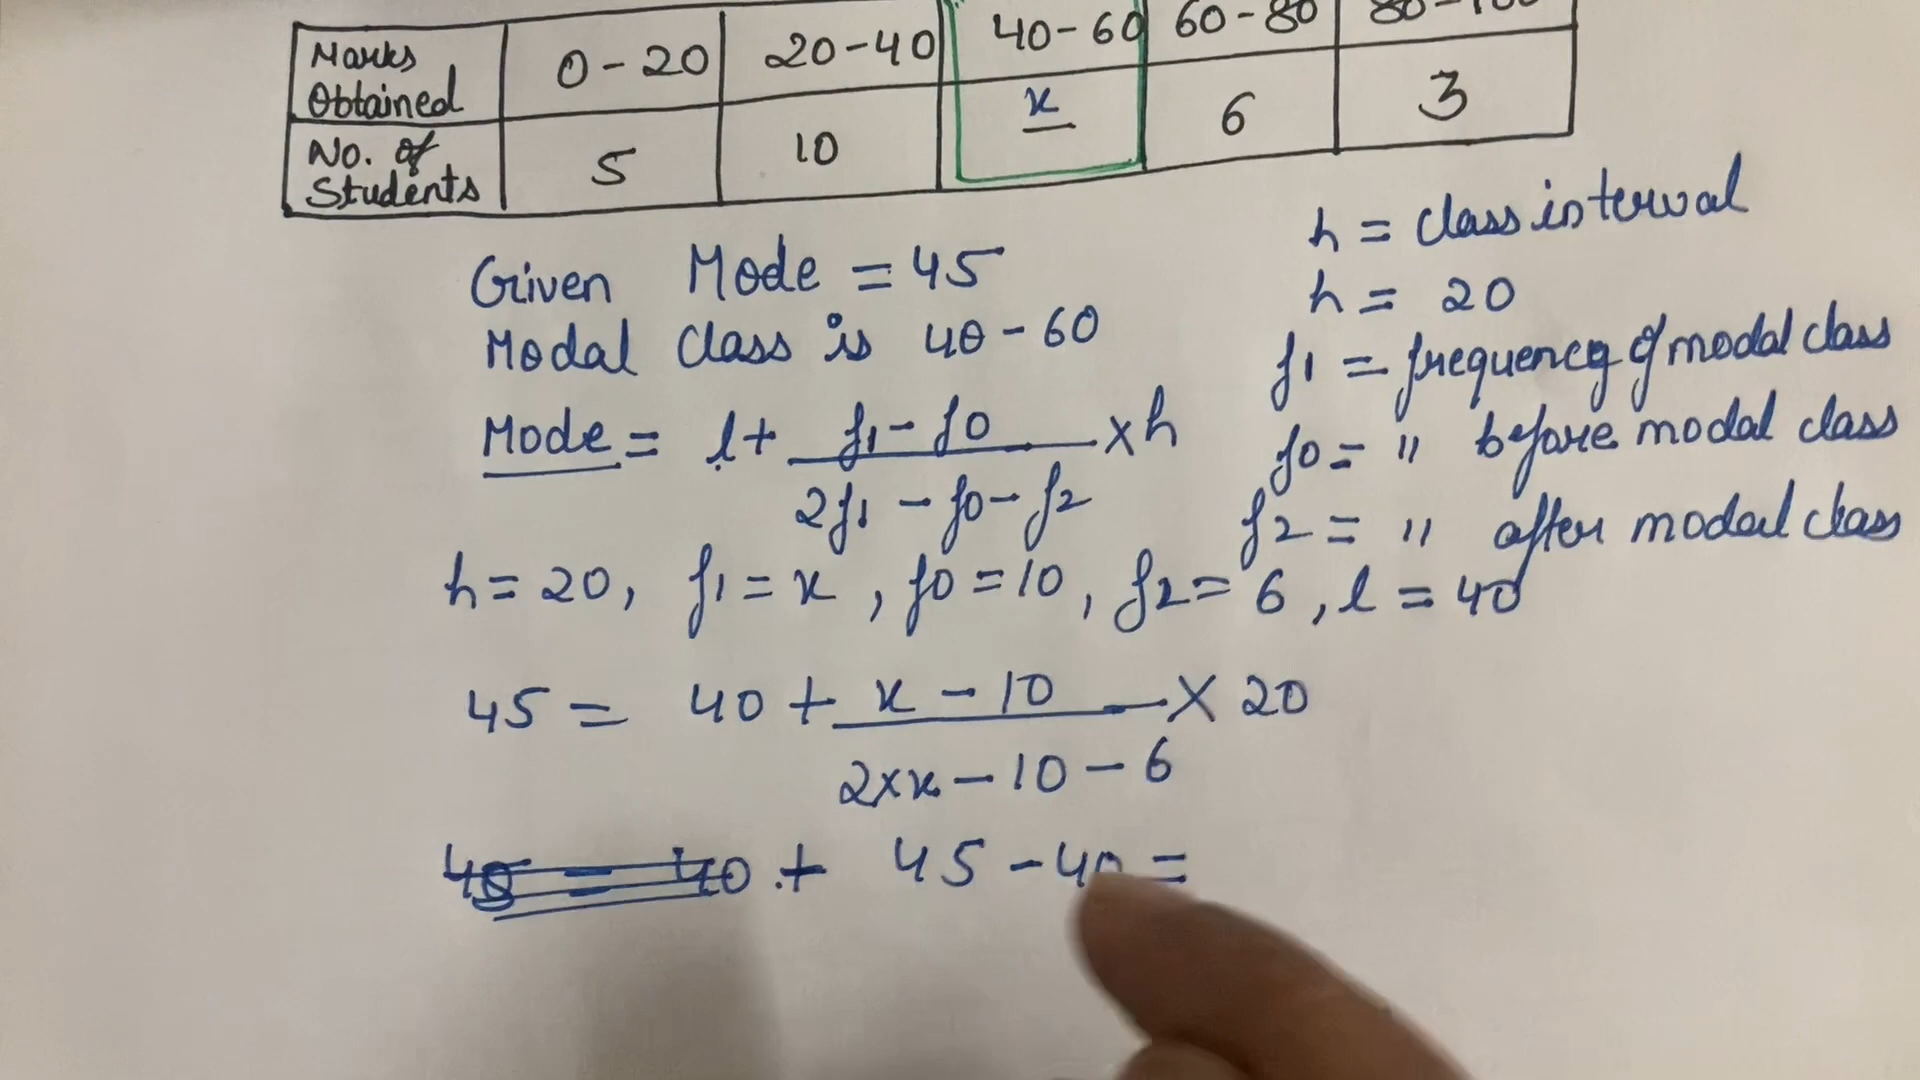 Marks Obtained 0-20 20-40 40-60 60-80
No. of Students 5 10 x 6 3
h = class interval
Given Mode = 45
h = 20
Modal Class is 40-60
f1 = frequency of modal class
Mode = l + f1 - f0 / 2f1 - f0 - f2 × h
f0 = " before modal class
f2 = " after modal class
h = 20, f1 = x, f0 = 10, f2 = 6, l = 40
45 = 40 + x - 10 / 2×x - 10 - 6 × 20
+ 45 - 40 =